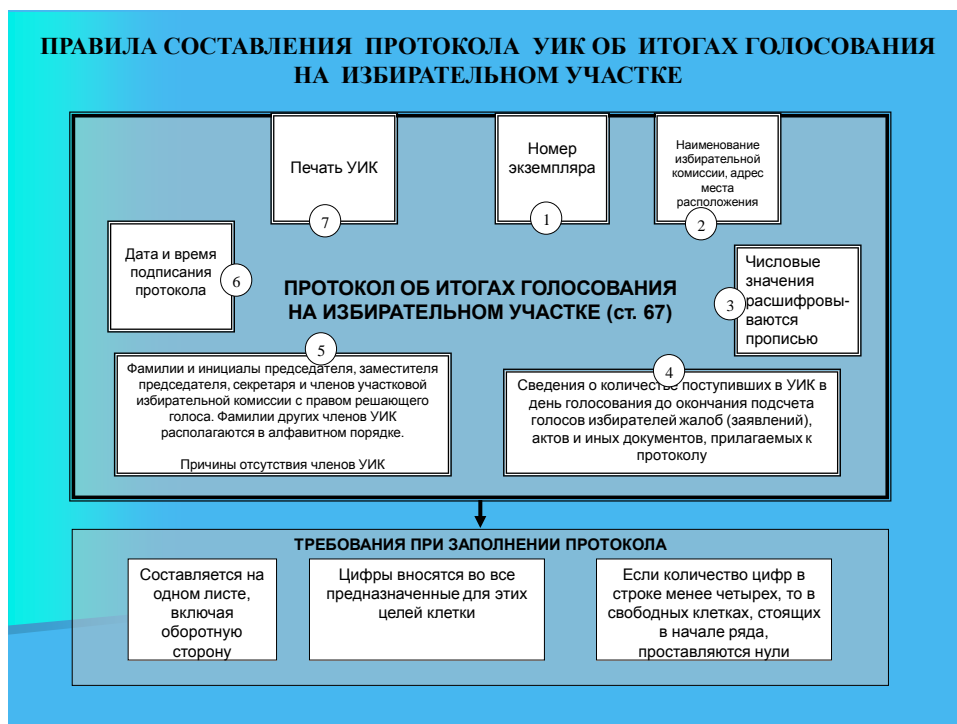 ПРАВИЛА СОСТАВЛЕНИЯ ПРОТОКОЛА УИК ОБ ИТОГАХ ГОЛОСОВАНИЯ
НА ИЗБИРАТЕЛЬНОМ УЧАСТКЕ
Печать УИК
7
Номер
экземпляра
1
Наименование
избирательной
комиссии, адрес
места
расположения
2
Дата и время
подписания
протокола
6
ПРОТОКОЛ ОБ ИТОГАХ ГОЛОСОВАНИЯ
НА ИЗБИРАТЕЛЬНОМ УЧАСТКЕ (ст. 67)
Числовые
значения
расшифровы-
ваются
прописью
3
5
Фамилии и инициалы председателя, заместителя
председателя, секретаря и членов участковой
избирательной комиссии с правом решающего
голоса. Фамилии других членов УИК
располагаются в алфавитном порядке.
Причины отсутствия членов УИК
4
Сведения о количестве поступивших в УИК в
день голосования до окончания подсчета
голосов избирателей жалоб (заявлений),
актов и иных документов, прилагаемых к
протоколу
ТРЕБОВАНИЯ ПРИ ЗАПОЛНЕНИИ ПРОТОКОЛА
Составляется на
одном листе,
включая
оборотную
сторону
Цифры вносятся во все
предназначенные для этих
целей клетки
Если количество цифр в
строке менее четырех, то в
свободных клетках, стоящих
в начале ряда,
проставляются нули